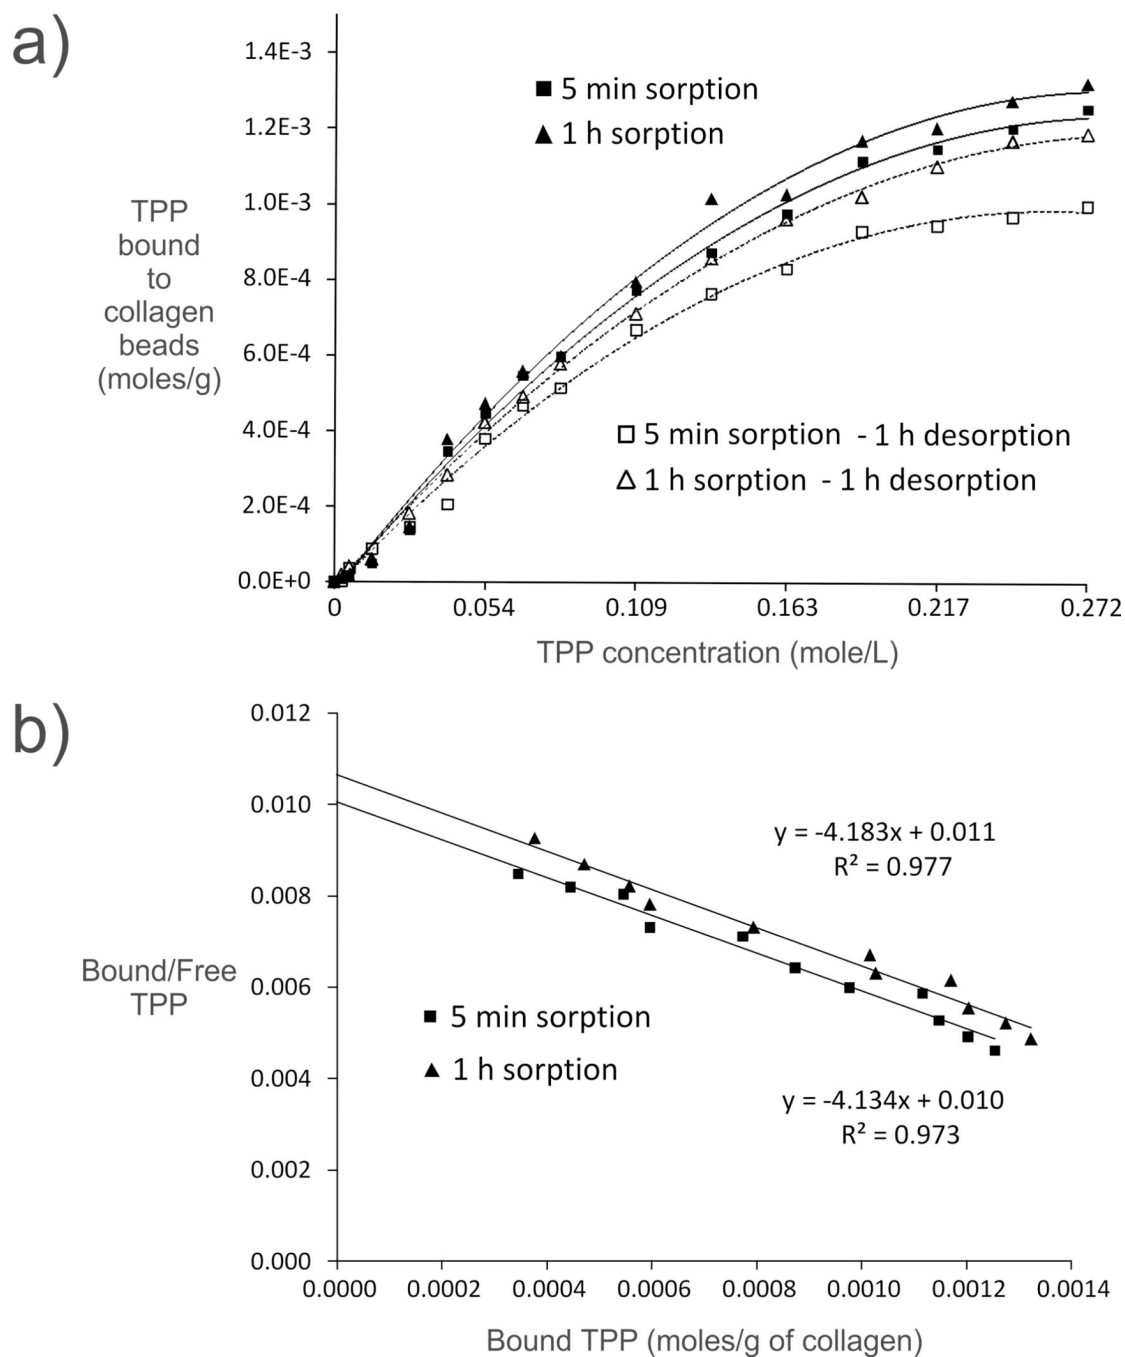 a)
1.4E-3
1.2E-3
1.0E-3
8.0E-4
6.0E-4
4.0E-4
2.0E-4
0.0E+0
TPP
bound
to
collagen
beads
(moles/g)
5 min sorption
1 h sorption
5 min sorption - 1 h desorption
1 h sorption - 1 h desorption
0 0.054 0.109 0.163 0.217 0.272
TPP concentration (mole/L)
b)
0.012
0.010
0.008
0.006
0.004
0.002
0.000
Bound/Free
TPP
y = -4.183x + 0.011
R² = 0.977
5 min sorption
1 h sorption
y = -4.134x + 0.010
R² = 0.973
0.0000 0.0002 0.0004 0.0006 0.0008 0.0010 0.0012 0.0014
Bound TPP (moles/g of collagen)